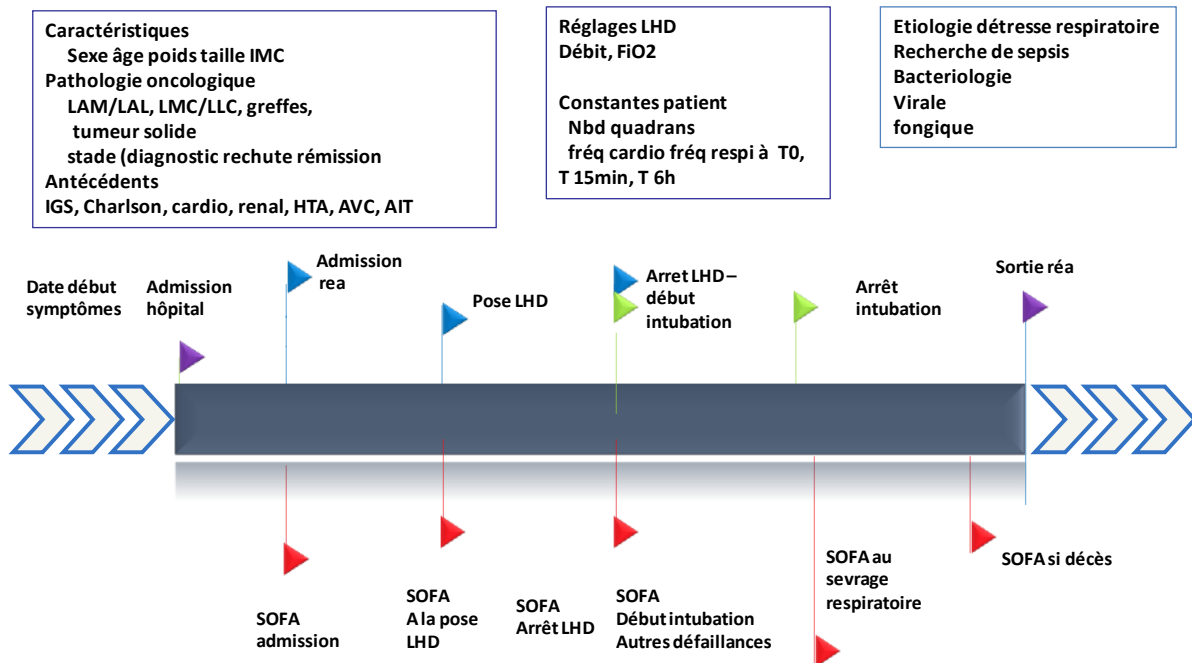 Caractéristiques
Sexe âge poids taille IMC
Pathologie oncologique
LAM/LAL, LMC/LLC, greffes,
tumeur solide
stade (diagnostic rechute rémission
Antécédents
IGS, Charlson, cardio, renal, HTA, AVC, AIT
Réglages LHD
Débit, FiO2
Constantes patient
Nbd quadrans
fréq cardio fréq respi à T0,
T 15min, T 6h
Etiologie détresse respiratoire
Recherche de sepsis
Bacteriologie
Virale
fongique
Date début
symptômes
Admission
hôpital
Admission
rea
Pose LHD
Arret LHD –
début
intubation
Arrêt
intubation
Sortie réa
SOFA
admission
SOFA
A la pose
LHD
SOFA
Arrêt LHD
SOFA
Début intubation
Autres défaillances
SOFA au
sevrage
respiratoire
SOFA si décès